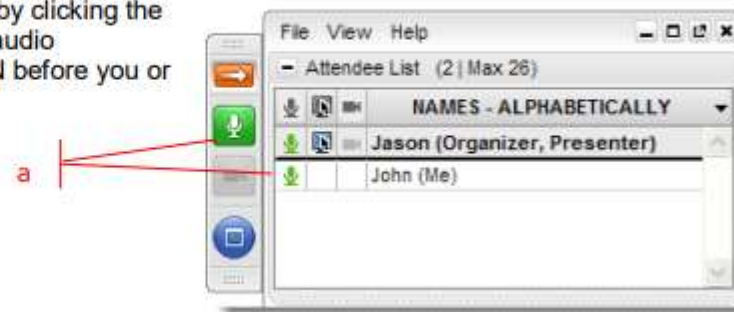 by clicking the
audio
before you or
File View Help
Attendee List (2 | Max 26)
NAMES - ALPHABETICALLY
Jason (Organizer, Presenter)
John (Me)
a